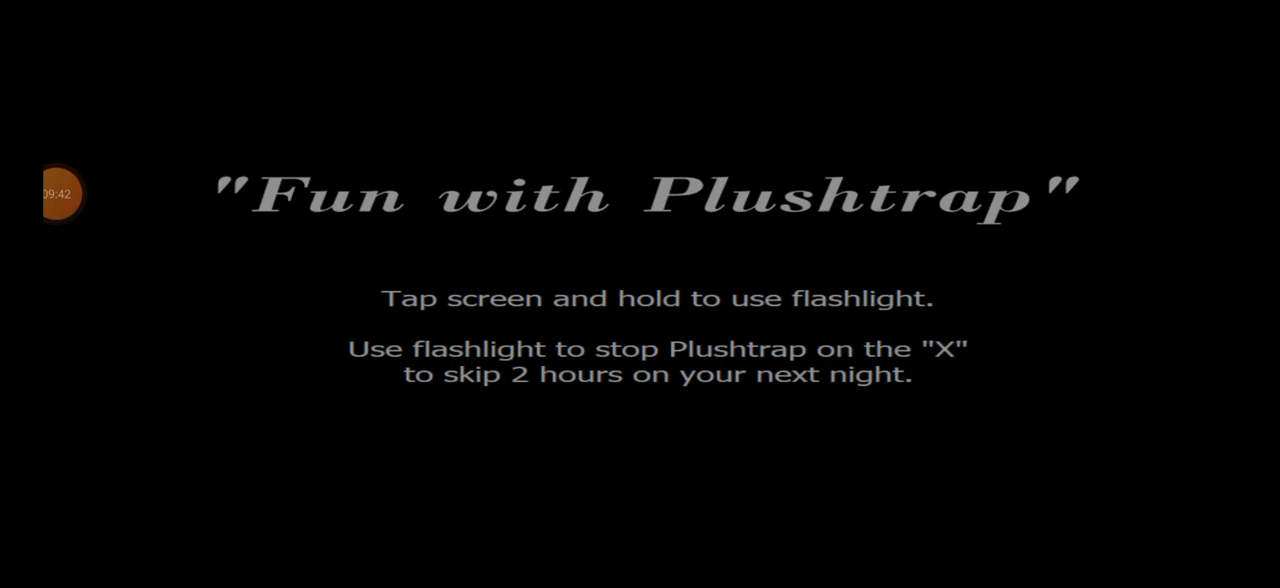 09:42
"Fun with Plushtrap"
Tap screen and hold to use flashlight.
Use flashlight to stop Plushtrap on the "X"
to skip 2 hours on your next night.